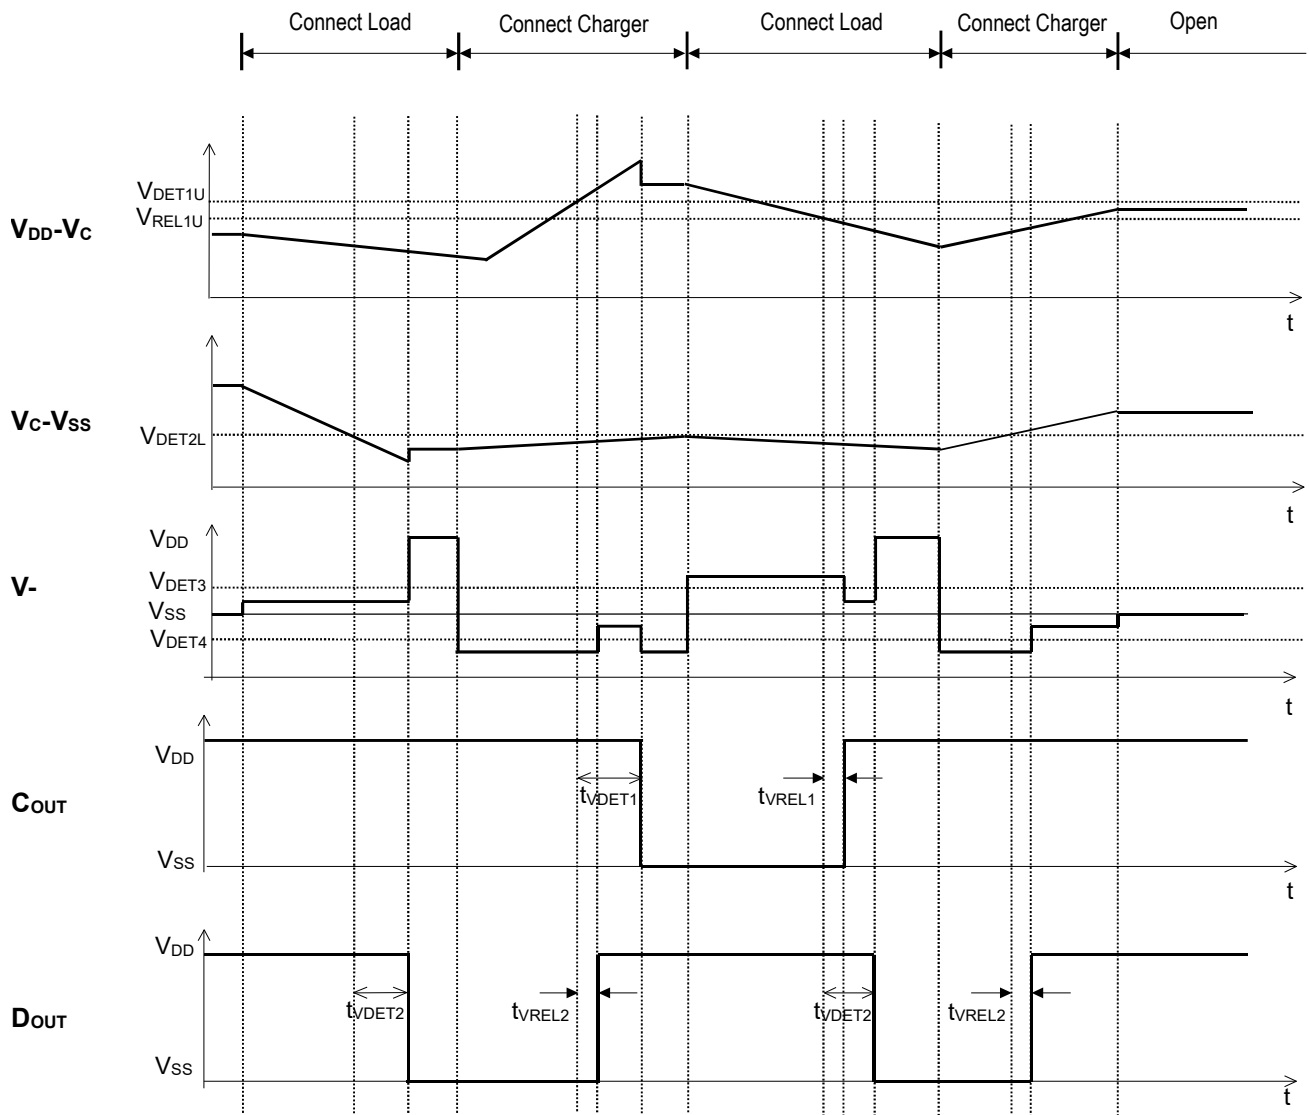 Connect Load
Connect Charger
Connect Load
Connect Charger
Open
VDD-VC
VDET1U
VREL1U
t
VC-VSS
VDET2L
t
V-
VDD
VDET3
VSS
VDET4
t
COUT
VDD
tVDET1
tVREL1
VSS
t
DOUT
VDD
tVDET2
tVREL2
tVDET2
tVREL2
VSS
t